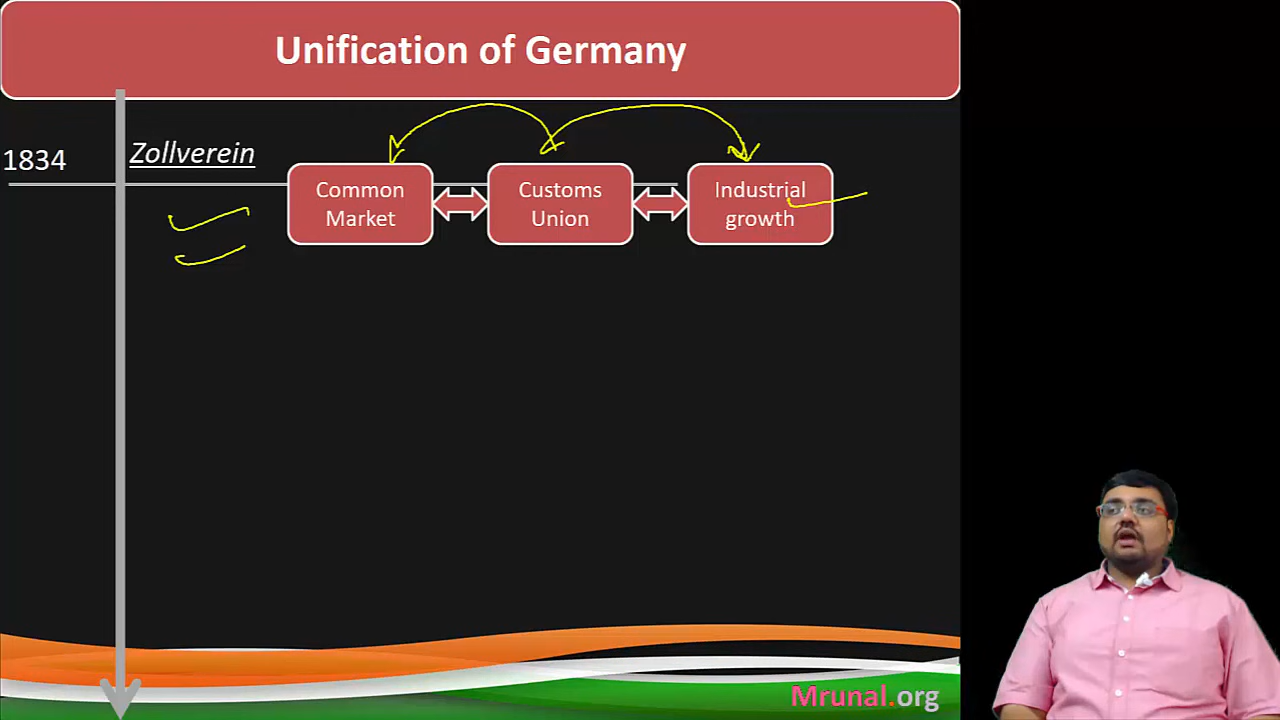 Unification of Germany
1834
Zollverein
Common
Market
Customs
Union
Industrial
growth
Mrunal.org